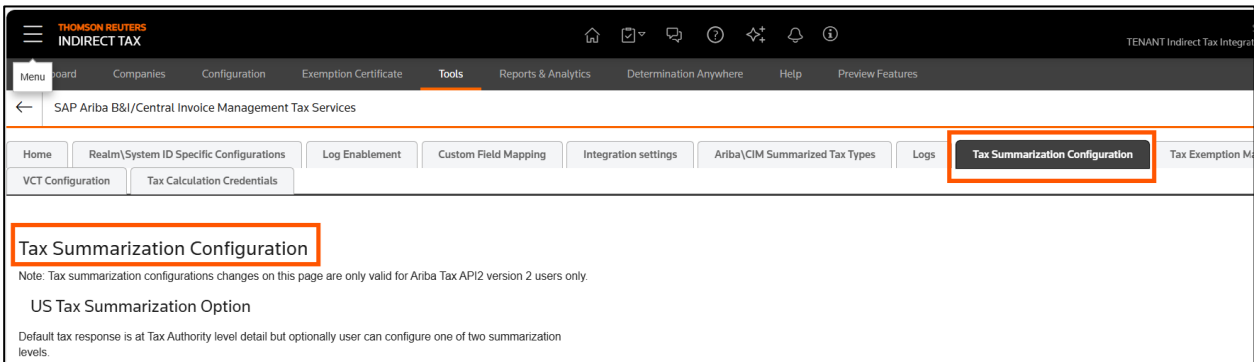 THOMSON REUTERS
INDIRECT TAX
TENANT Indirect Tax Integrat
Menu
board Companies Configuration Exemption Certificate Tools Reports & Analytics Determination Anywhere Help Preview Features
SAP Ariba B&I/Central Invoice Management Tax Services
Home Realm\System ID Specific Configurations Log Enablement Custom Field Mapping Integration settings Ariba\CIM Summarized Tax Types Logs Tax Summarization Configuration Tax Exemption Ma
VCT Configuration Tax Calculation Credentials
Tax Summarization Configuration
Note: Tax summarization configurations changes on this page are only valid for Ariba Tax API2 version 2 users only.
US Tax Summarization Option
Default tax response is at Tax Authority level detail but optionally user can configure one of two summarization
levels.